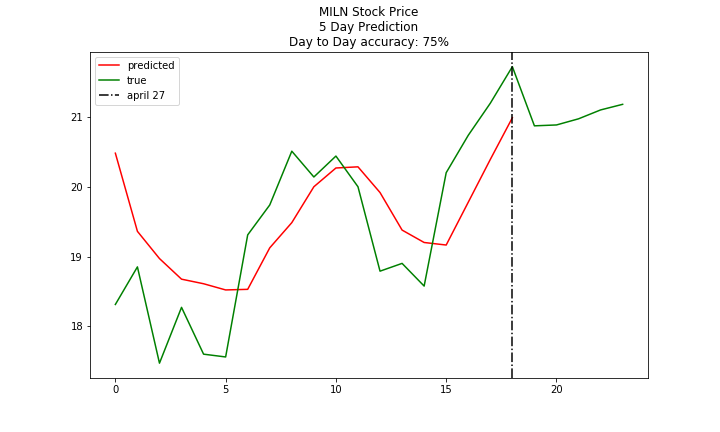 MILN Stock Price
5 Day Prediction
Day to Day accuracy: 75%
predicted
true
april 27
21
20
19
18
0 5 10 15 20